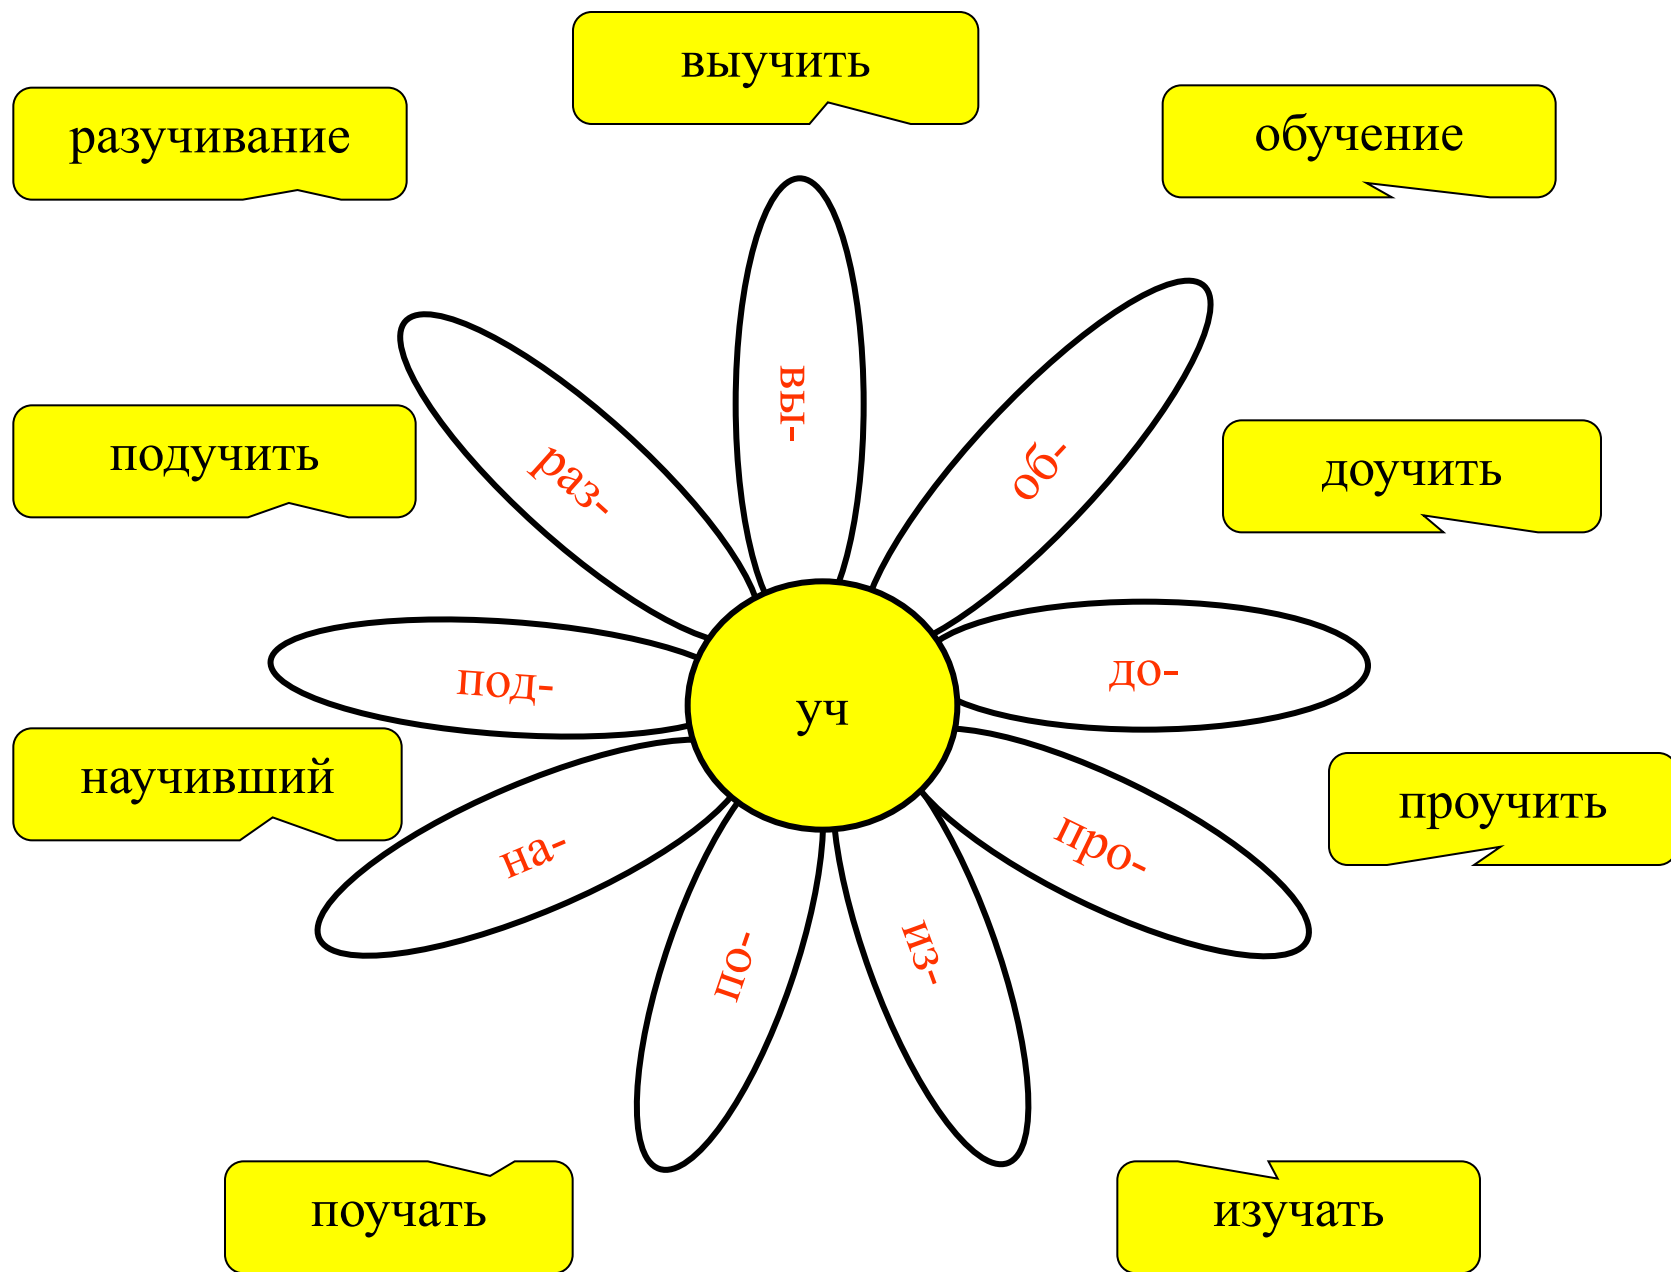 выучить
разучивание
обучение
вы-
раз-
об-
подучить
доучить
под-
до-
уч
научивший
проучить
на-
про-
по-
из-
поучать
изучать